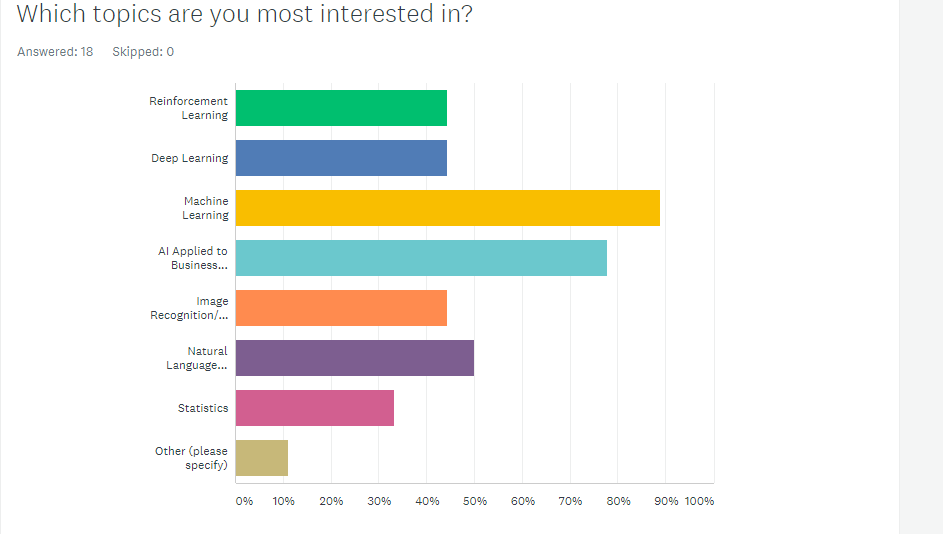 Which topics are you most interested in?
Answered: 18 Skipped: 0
Reinforcement
Learning
Deep Learning
Machine
Learning
AI Applied to
Business...
Image
Recognition/...
Natural
Language...
Statistics
Other (please
specify)
0% 10% 20% 30% 40% 50% 60% 70% 80% 90% 100%